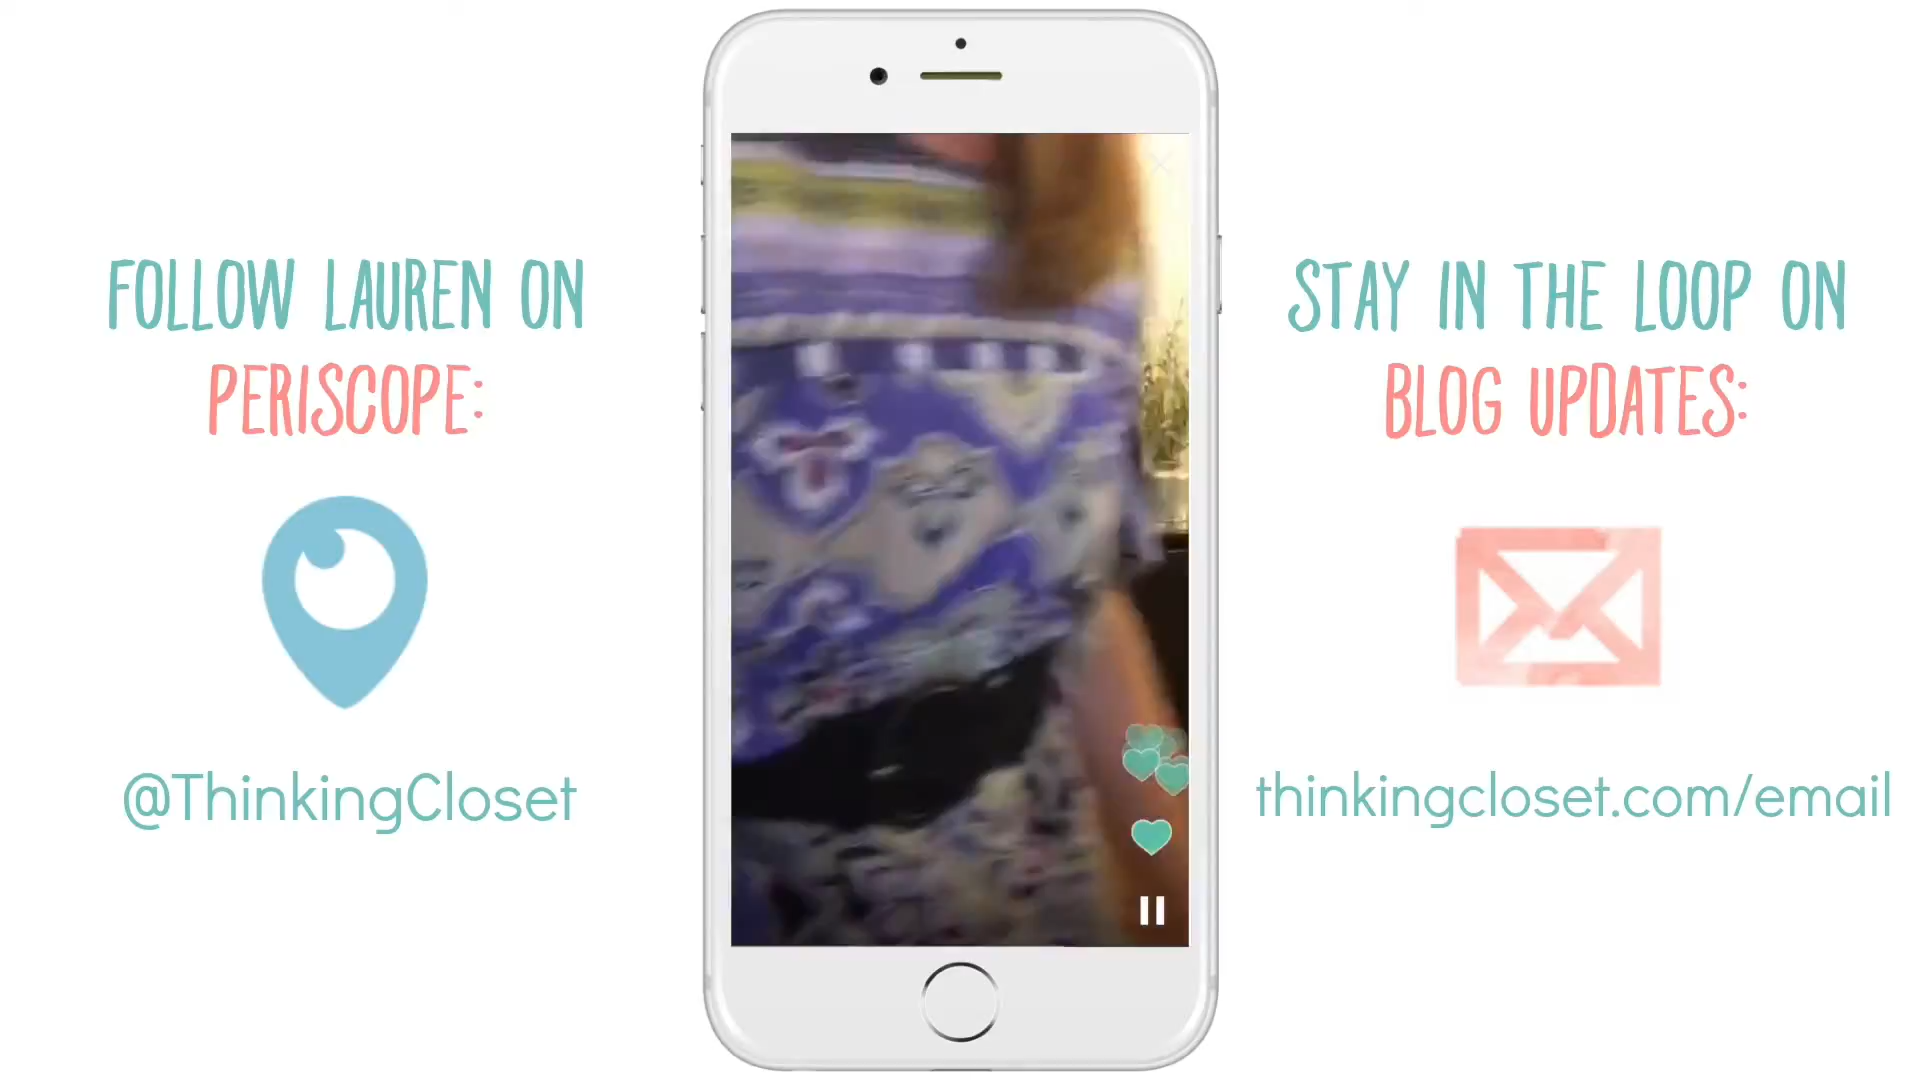 FOLLOW LAUREN ON
PERISCOPE:
@ThinkingCloset
STAY IN THE LOOP ON
BLOG UPDATES:
thinkingcloset.com/email